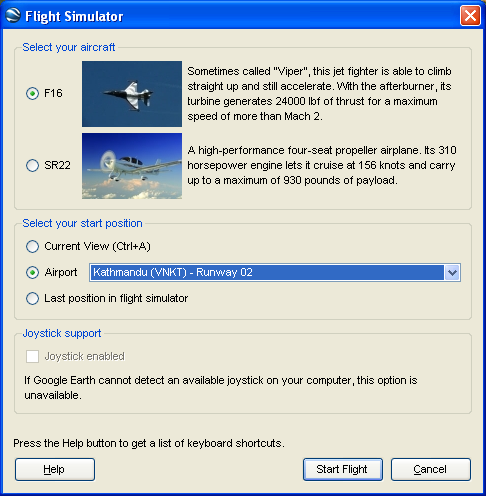 Flight Simulator
Select your aircraft
F16
Sometimes called "Viper", this jet fighter is able to climb
straight up and still accelerate. With the afterburner, its
turbine generates 24000 lbf of thrust for a maximum
speed of more than Mach 2.
SR22
A high-performance four-seat propeller airplane. Its 310
horsepower engine lets it cruise at 156 knots and carry
up to a maximum of 930 pounds of payload.
Select your start position
Current View (Ctrl+A)
Airport
Kathmandu (VNKT) - Runway 02
Last position in flight simulator
Joystick support
Joystick enabled
If Google Earth cannot detect an available joystick on your computer, this option is
unavailable.
Press the Help button to get a list of keyboard shortcuts.
Help
Start Flight
Cancel